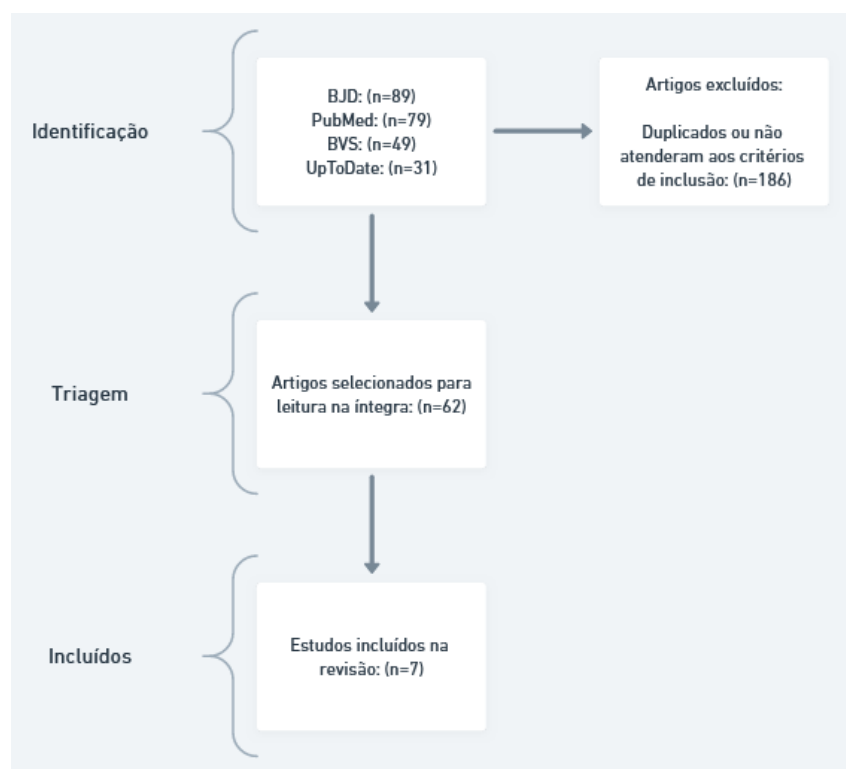 Identificação
BJD: (n=89)
PubMed: (n=79)
BVS: (n=49)
UpToDate: (n=31)
Artigos excluídos:
Duplicados ou não
atenderam aos critérios
de inclusão: (n=186)
Triagem
Artigos selecionados para
leitura na íntegra: (n=62)
Incluídos
Estudos incluídos na
revisão: (n=7)